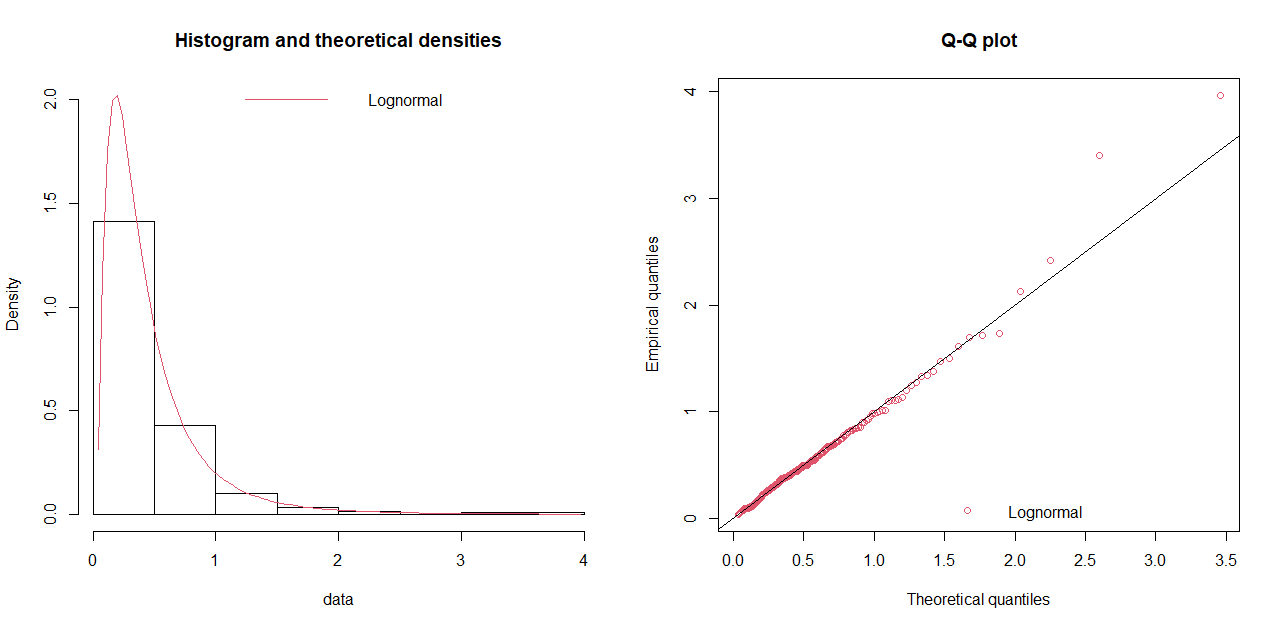 Histogram and theoretical densities
Lognormal
Density
0.0
0.5
1.0
1.5
2.0
0 1 2 3 4
data
Q-Q plot
Empirical quantiles
0
1
2
3
4
Lognormal
0.0 0.5 1.0 1.5 2.0 2.5 3.0 3.5
Theoretical quantiles